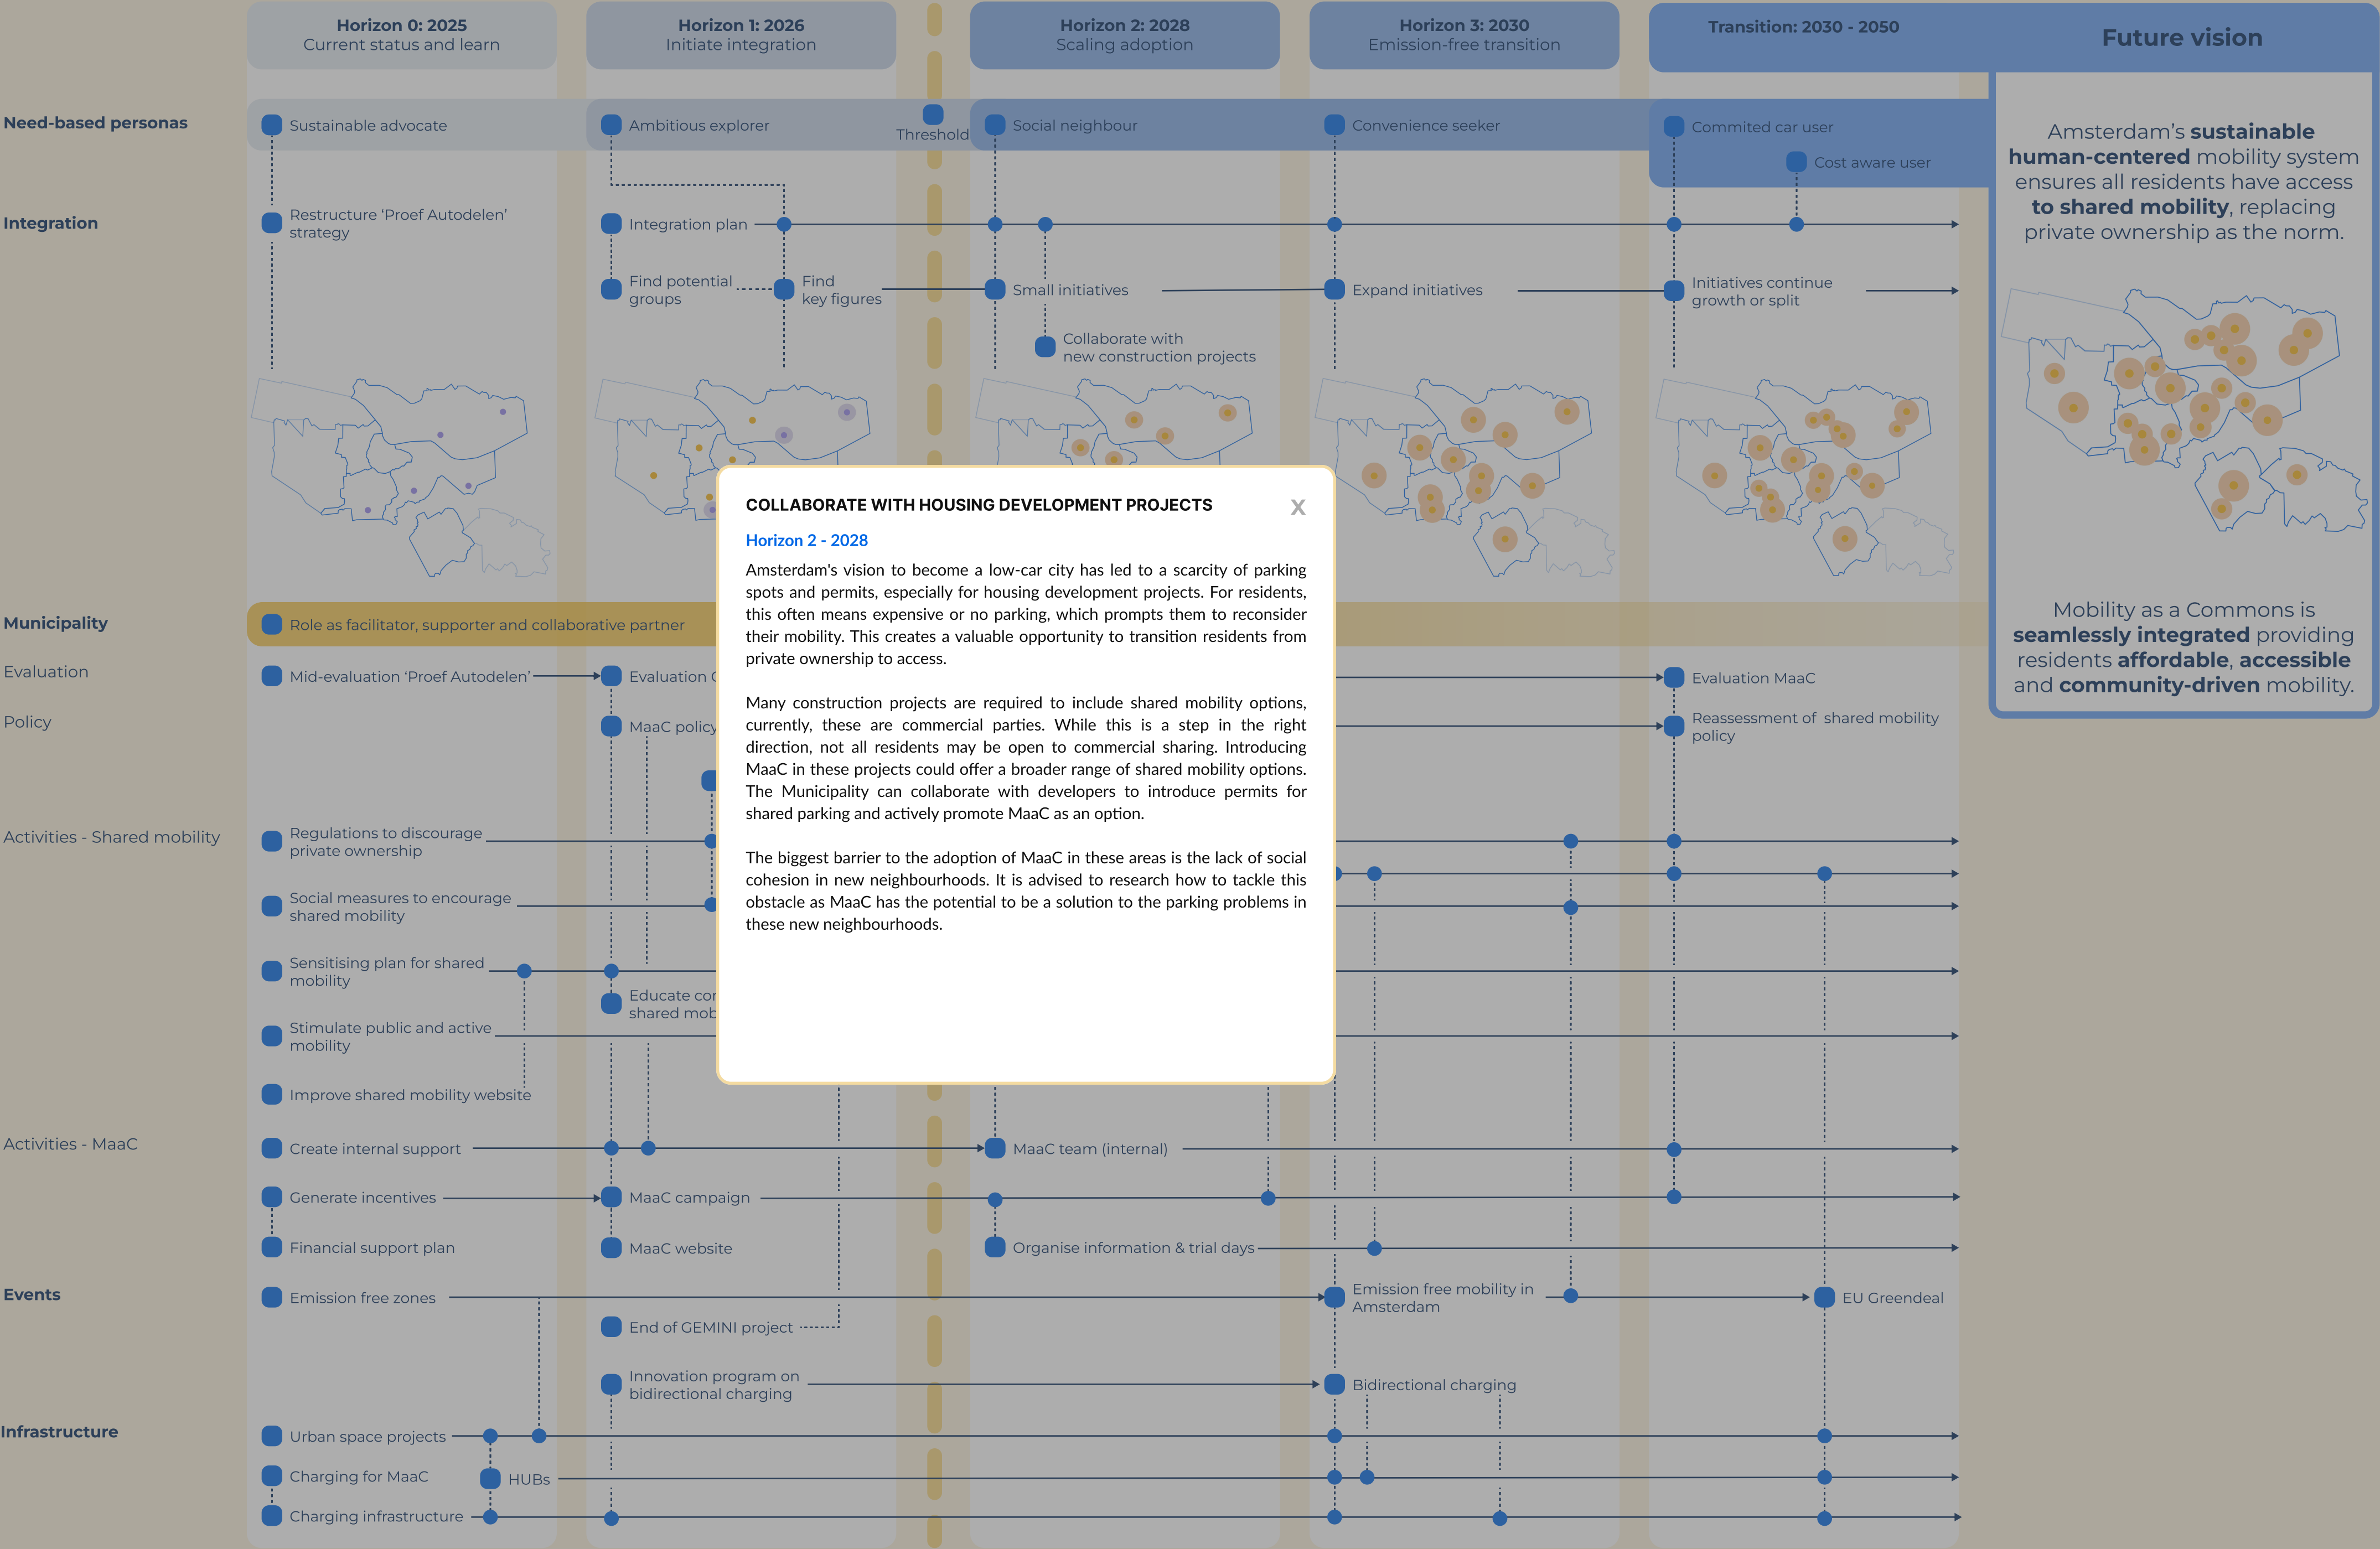 Horizon 0: 2025
Current status and learn
Horizon 1: 2026
Initiate integration
Horizon 2: 2028
Scaling adoption
Horizon 3: 2030
Emission-free transition
Transition: 2030 - 2050
Future vision
Need-based personas
Sustainable advocate
Ambitious explorer
Threshold
Social neighbour
Convenience seeker
Commited car user
Cost aware user
Amsterdam’s sustainable
human-centered mobility system
ensures all residents have access
to shared mobility, replacing
private ownership as the norm.
Integration
Restructure ‘Proef Autodelen’
strategy
Integration plan
Find potential
groups
Find
key figures
Small initiatives
Expand initiatives
Initiatives continue
growth or split
Collaborate with
new construction projects
COLLABORATE WITH HOUSING DEVELOPMENT PROJECTS
X
Horizon 2 - 2028
Amsterdam's vision to become a low-car city has led to a scarcity of parking
spots and permits, especially for housing development projects. For residents,
this often means expensive or no parking, which prompts them to reconsider
their mobility. This creates a valuable opportunity to transition residents from
private ownership to access.
Many construction projects are required to include shared mobility options,
currently, these are commercial parties. While this is a step in the right
direction, not all residents may be open to commercial sharing. Introducing
MaaC in these projects could offer a broader range of shared mobility options.
The Municipality can collaborate with developers to introduce permits for
shared parking and actively promote MaaC as an option.
The biggest barrier to the adoption of MaaC in these areas is the lack of social
cohesion in new neighbourhoods. It is advised to research how to tackle this
obstacle as MaaC has the potential to be a solution to the parking problems in
these new neighbourhoods.
Mobility as a Commons is
seamlessly integrated providing
residents affordable, accessible
and community-driven mobility.
Municipality
Role as facilitator, supporter and collaborative partner
Evaluation
Mid-evaluation ‘Proef Autodelen’
Evaluation
Evaluation MaaC
Policy
MaaC policy
Reassessment of shared mobility
policy
Activities - Shared mobility
Regulations to discourage
private ownership
Social measures to encourage
shared mobility
Sensitising plan for shared
mobility
Educate
shared
Stimulate public and active
mobility
Improve shared mobility website
Activities - MaaC
Create internal support
MaaC team (internal)
Generate incentives
MaaC campaign
Financial support plan
MaaC website
Organise information & trial days
Events
Emission free zones
Emission free mobility in
Amsterdam
EU Greendeal
End of GEMINI project
Innovation program on
bidirectional charging
Bidirectional charging
Infrastructure
Urban space projects
Charging for MaaC
HUBs
Charging infrastructure